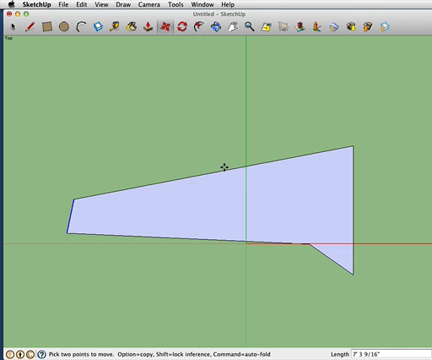 SketchUp File Edit View Draw Camera Tools Window Help
Untitled - SketchUp
Top
Pick two points to move. Option=copy, Shift=lock inference, Command=auto-fold Length 7' 3 9/16"